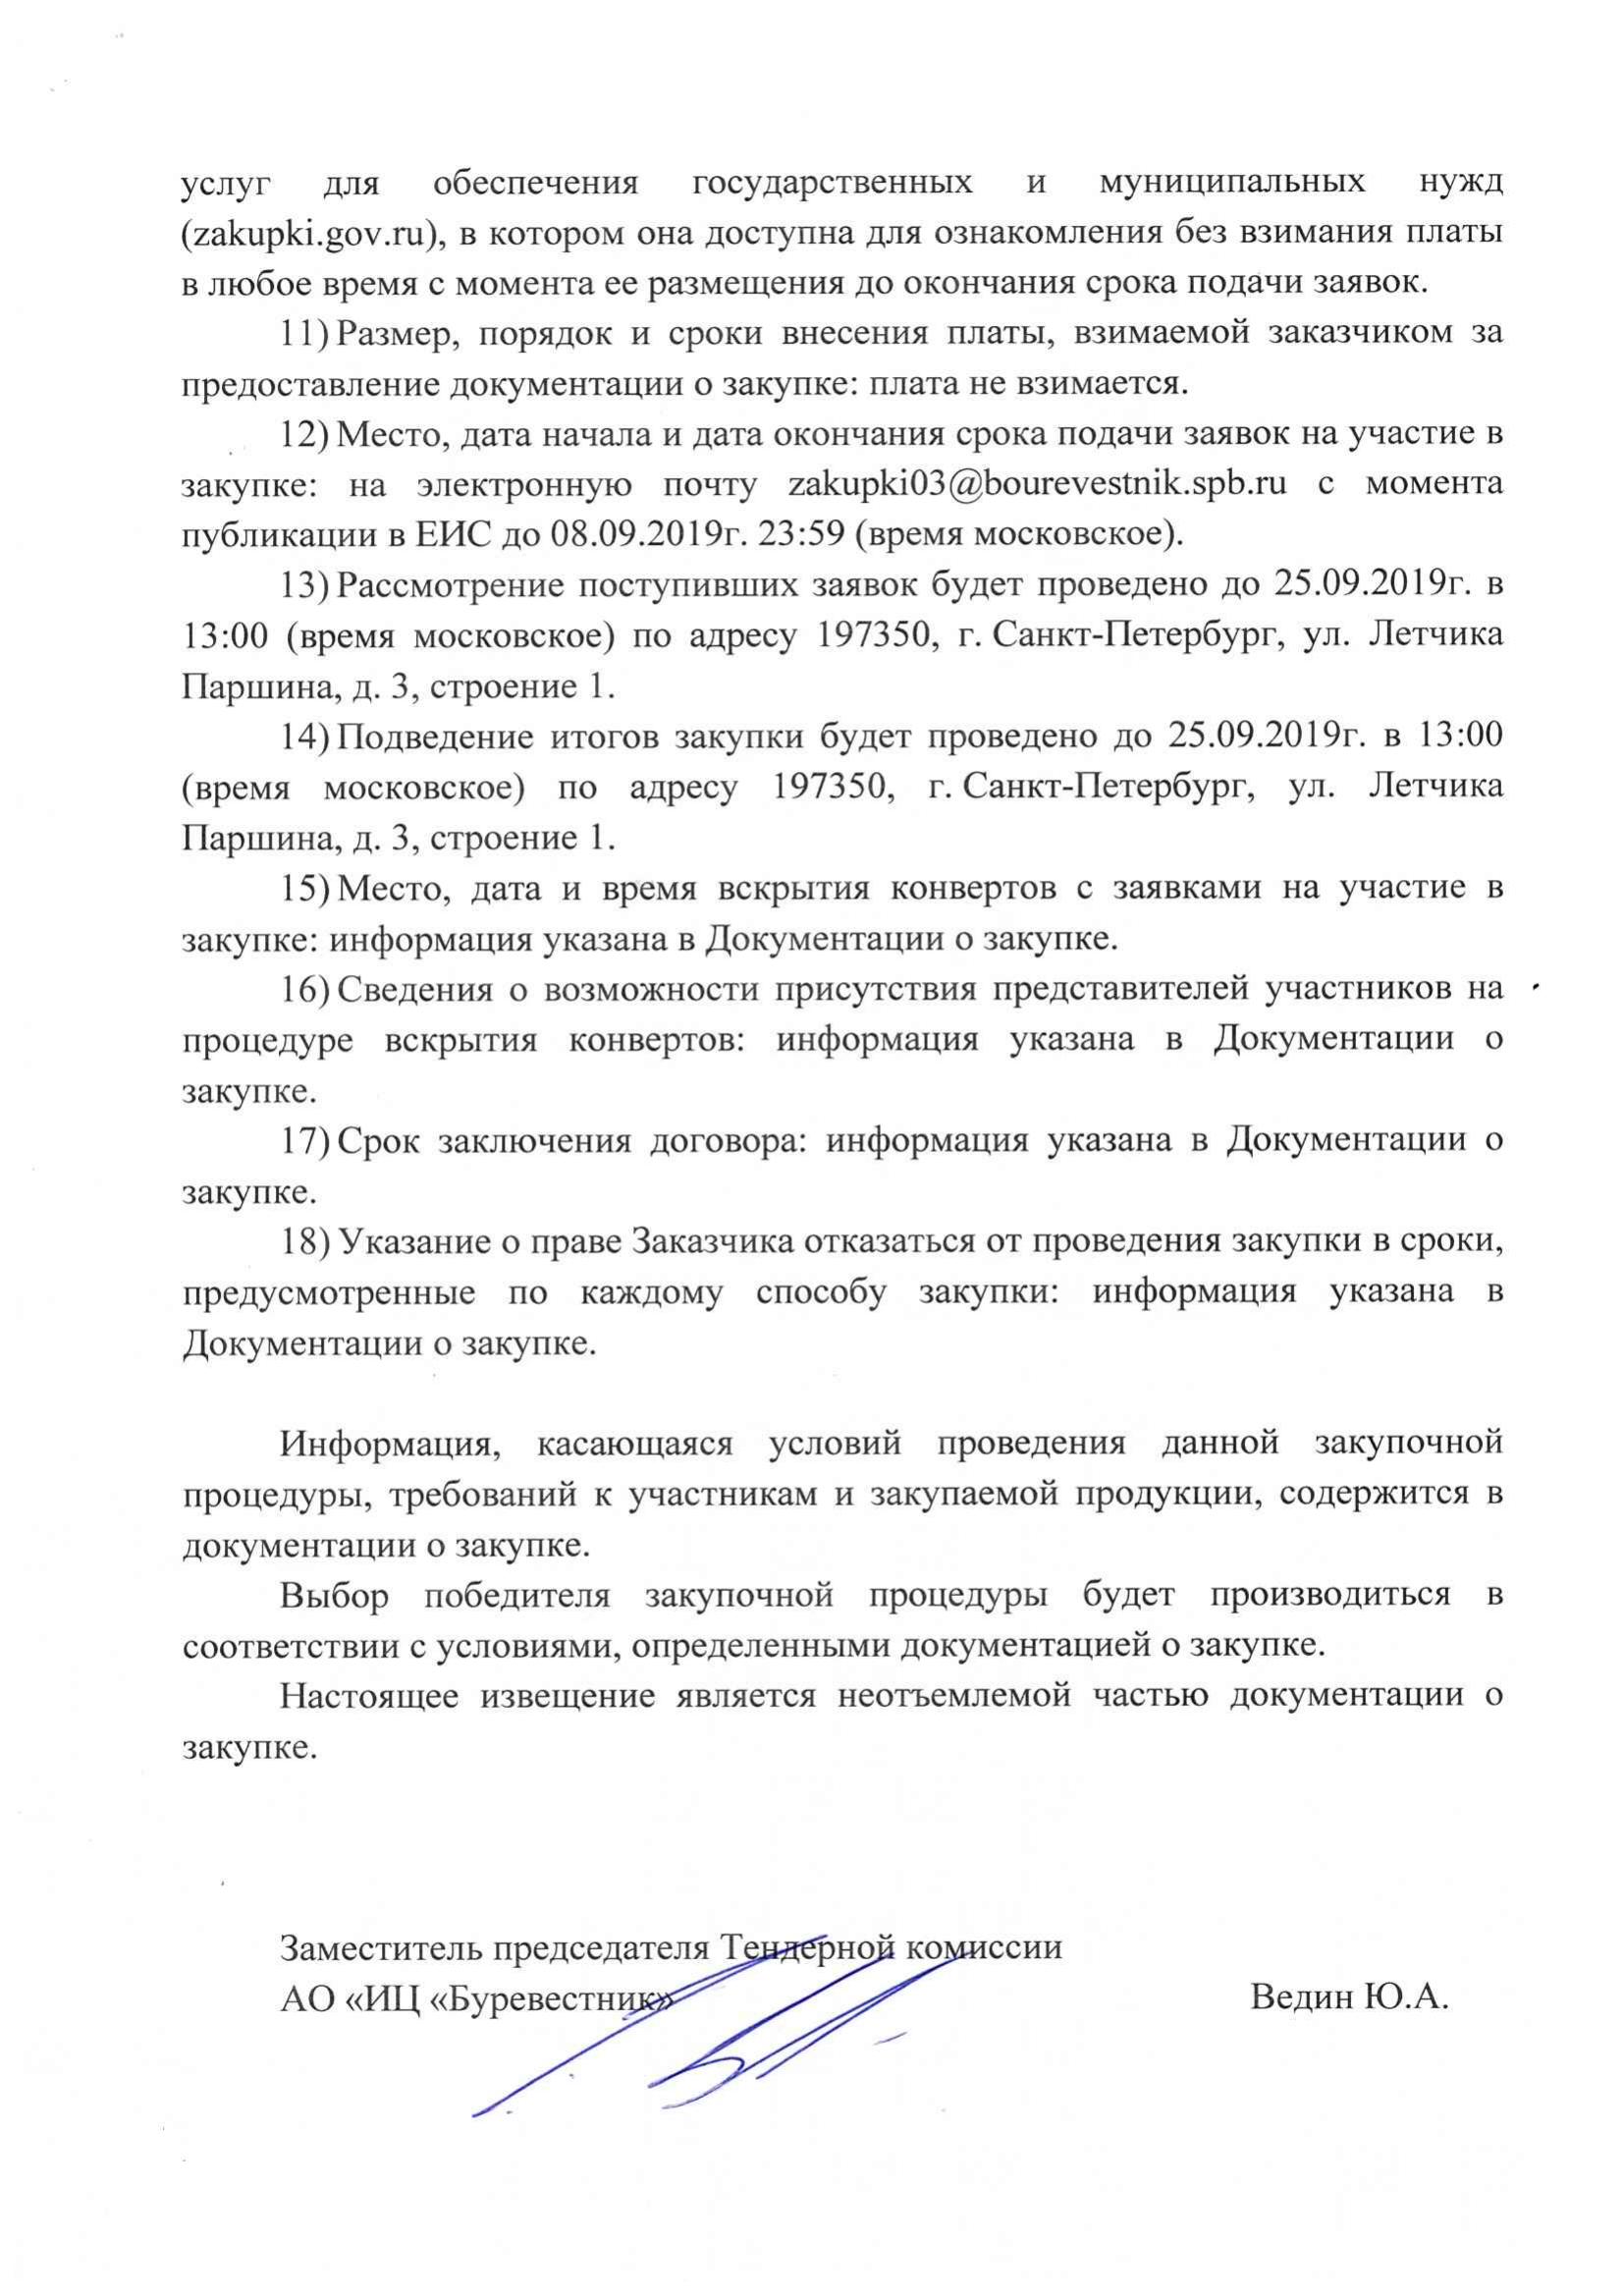 услуг для обеспечения государственных и муниципальных нужд
(zakupki.gov.ru), в котором она доступна для ознакомления без взимания платы
в любое время с момента ее размещения до окончания срока подачи заявок.
11) Размер, порядок и сроки внесения платы, взимаемой заказчиком за
предоставление документации о закупке: плата не взимается.
12) Место, дата начала и дата окончания срока подачи заявок на участие в
закупке: на электронную почту zakupki03@bourevestnik.spb.ru с момента
публикации в ЕИС до 08.09.2019г. 23:59 (время московское).
13) Рассмотрение поступивших заявок будет проведено до 25.09.2019г. в
13:00 (время московское) по адресу 197350, г. Санкт-Петербург, ул. Летчика
Паршина, д. 3, строение 1.
14) Подведение итогов закупки будет проведено до 25.09.2019г. в 13:00
(время московское) по адресу 197350, г. Санкт-Петербург, ул. Летчика
Паршина, д. 3, строение 1.
15) Место, дата и время вскрытия конвертов с заявками на участие в
закупке: информация указана в Документации о закупке.
16) Сведения о возможности присутствия представителей участников на
процедуре вскрытия конвертов: информация указана в Документации о
закупке.
17) Срок заключения договора: информация указана в Документации о
закупке.
18) Указание о праве Заказчика отказаться от проведения закупки в сроки,
предусмотренные по каждому способу закупки: информация указана в
Документации о закупке.
Информация, касающаяся условий проведения данной закупочной
процедуры, требований к участникам и закупаемой продукции, содержится в
документации о закупке.
Выбор победителя закупочной процедуры будет производиться в
соответствии с условиями, определенными документацией о закупке.
Настоящее извещение является неотъемлемой частью документации о
закупке.
Заместитель председателя Тендерной комиссии
АО «ИЦ «Буревестник» Ведин Ю.А.